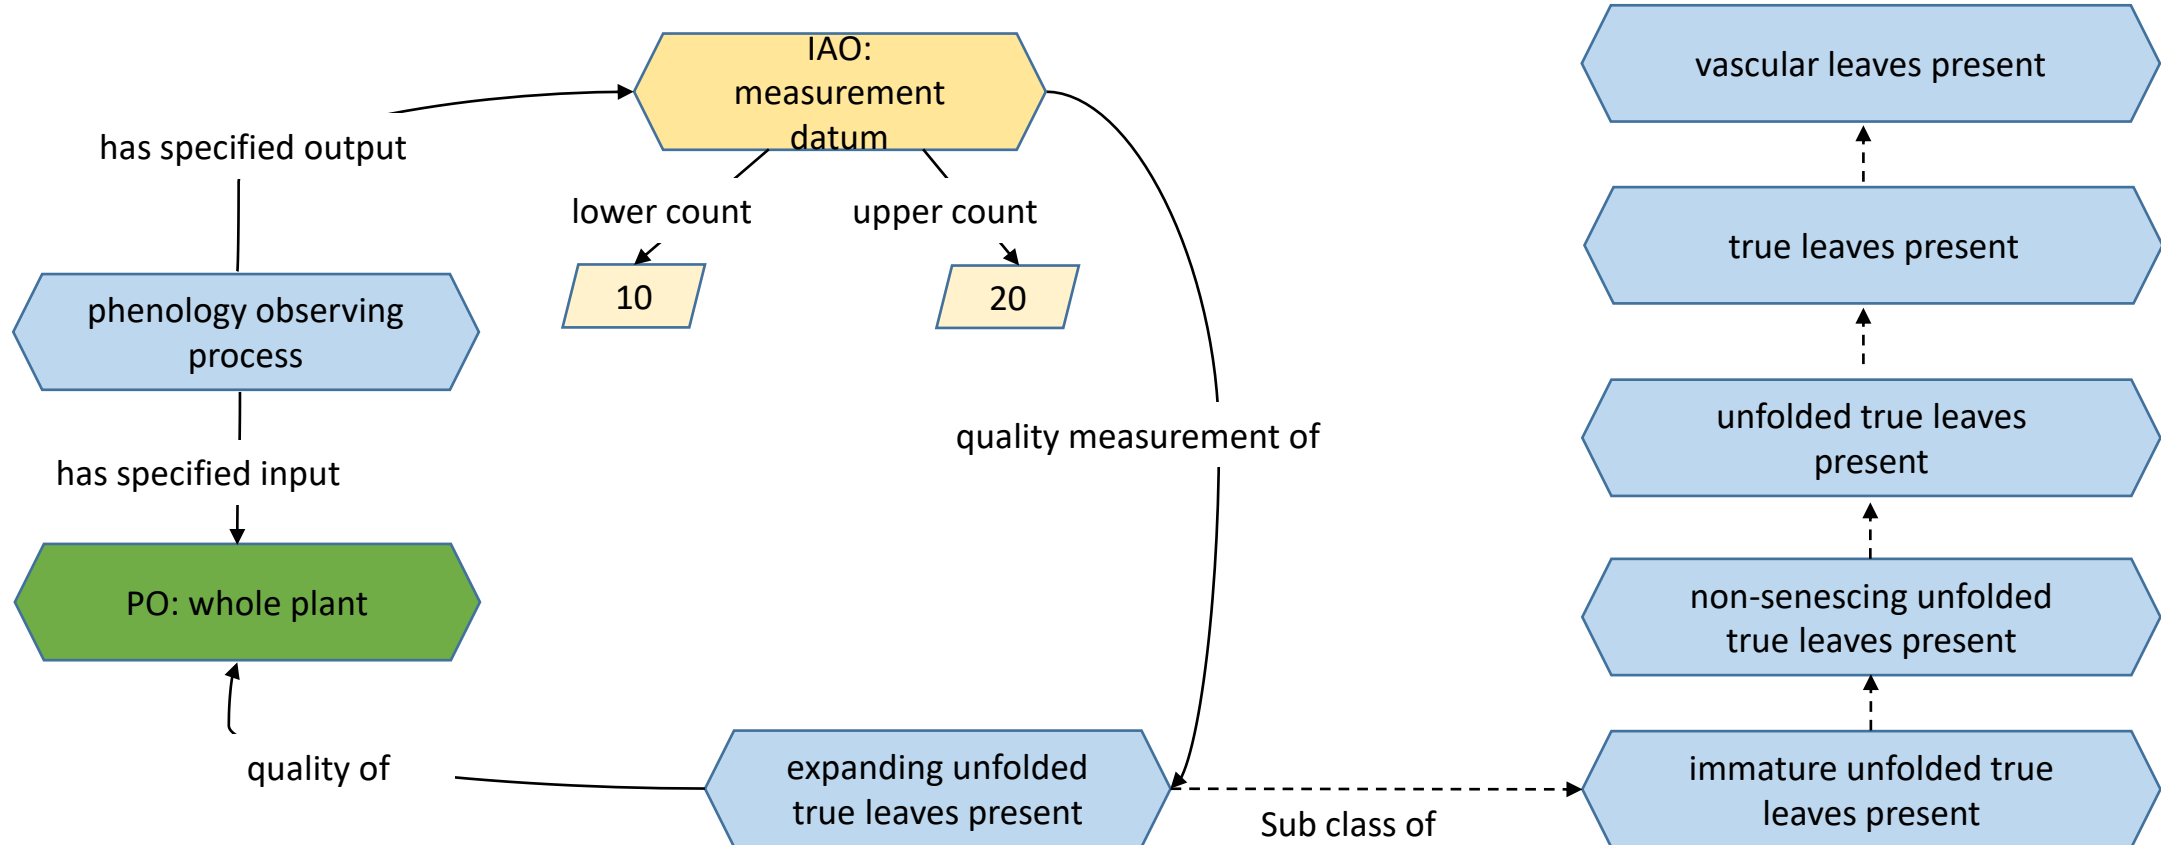 IAO:
measurement
datum
vascular leaves present
has specified output
lower count
upper count
true leaves present
10
20
phenology observing
process
quality measurement of
unfolded true leaves
present
has specified input
PO: whole plant
non-senescing unfolded
true leaves present
quality of
expanding unfolded
true leaves present
Sub class of
immature unfolded true
leaves present